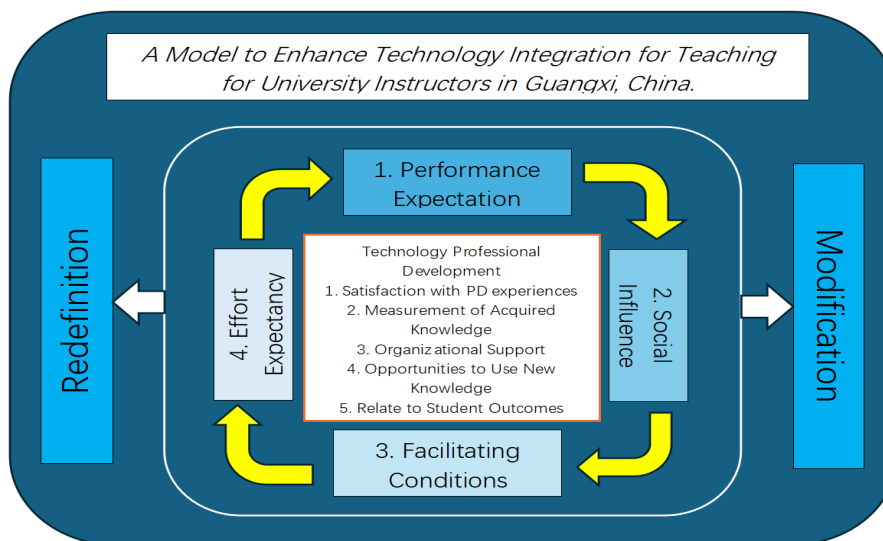 A Model to Enhance Technology Integration for Teaching
for University Instructors in Guangxi, China.
1. Performance
Expectation
Redefinition
4. Effort
Expectancy
Technology Professional
Development
1. Satisfaction with PD experiences
2. Measurement of Acquired
Knowledge
3. Organizational Support
4. Opportunities to Use New
Knowledge
5. Relate to Student Outcomes
2. Social
Influence
Modification
3. Facilitating
Conditions